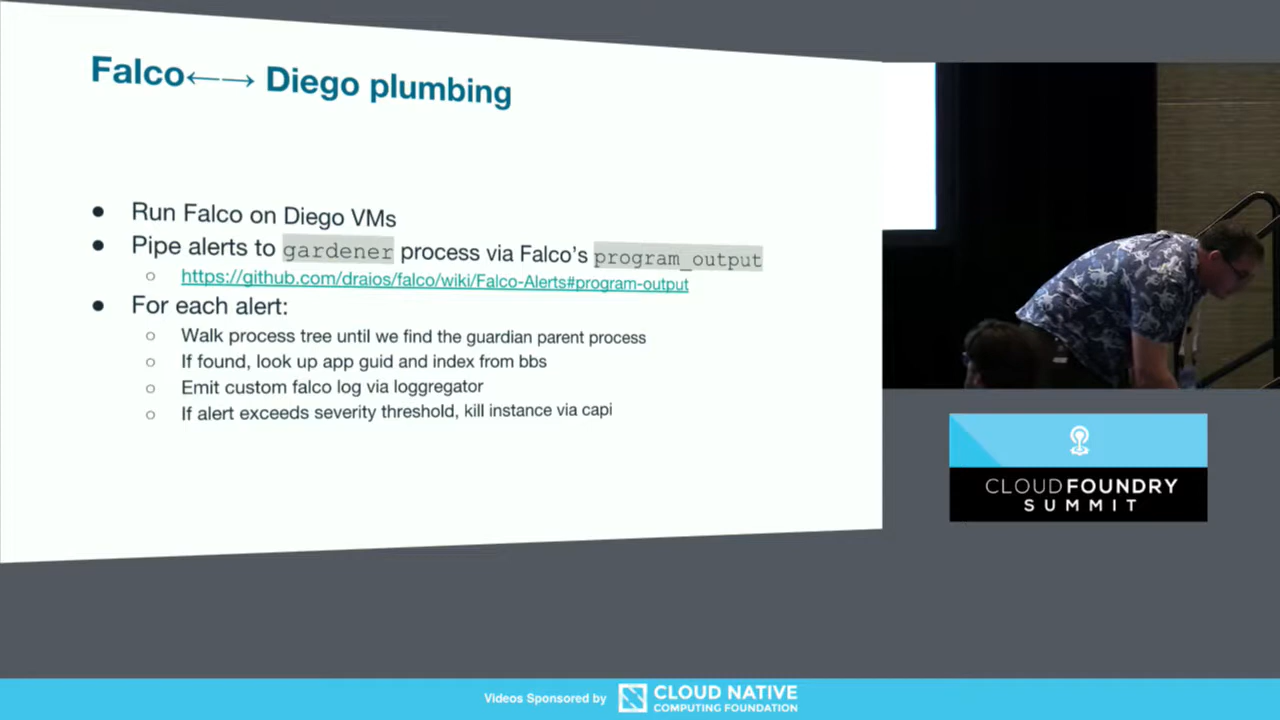 Falco←→ Diego plumbing
● Run Falco on Diego VMs
● Pipe alerts to gardener process via Falco's program_output
○ https://github.com/draios/falco/wiki/Falco-Alerts#program-output
● For each alert:
○ Walk process tree until we find the guardian parent process
○ If found, look up app guid and index from bbs
○ Emit custom falco log via loggregator
○ If alert exceeds severity threshold, kill instance via capi
CLOUDFOUNDRY
SUMMIT
Videos Sponsored by CLOUD NATIVE
COMPUTING FOUNDATION